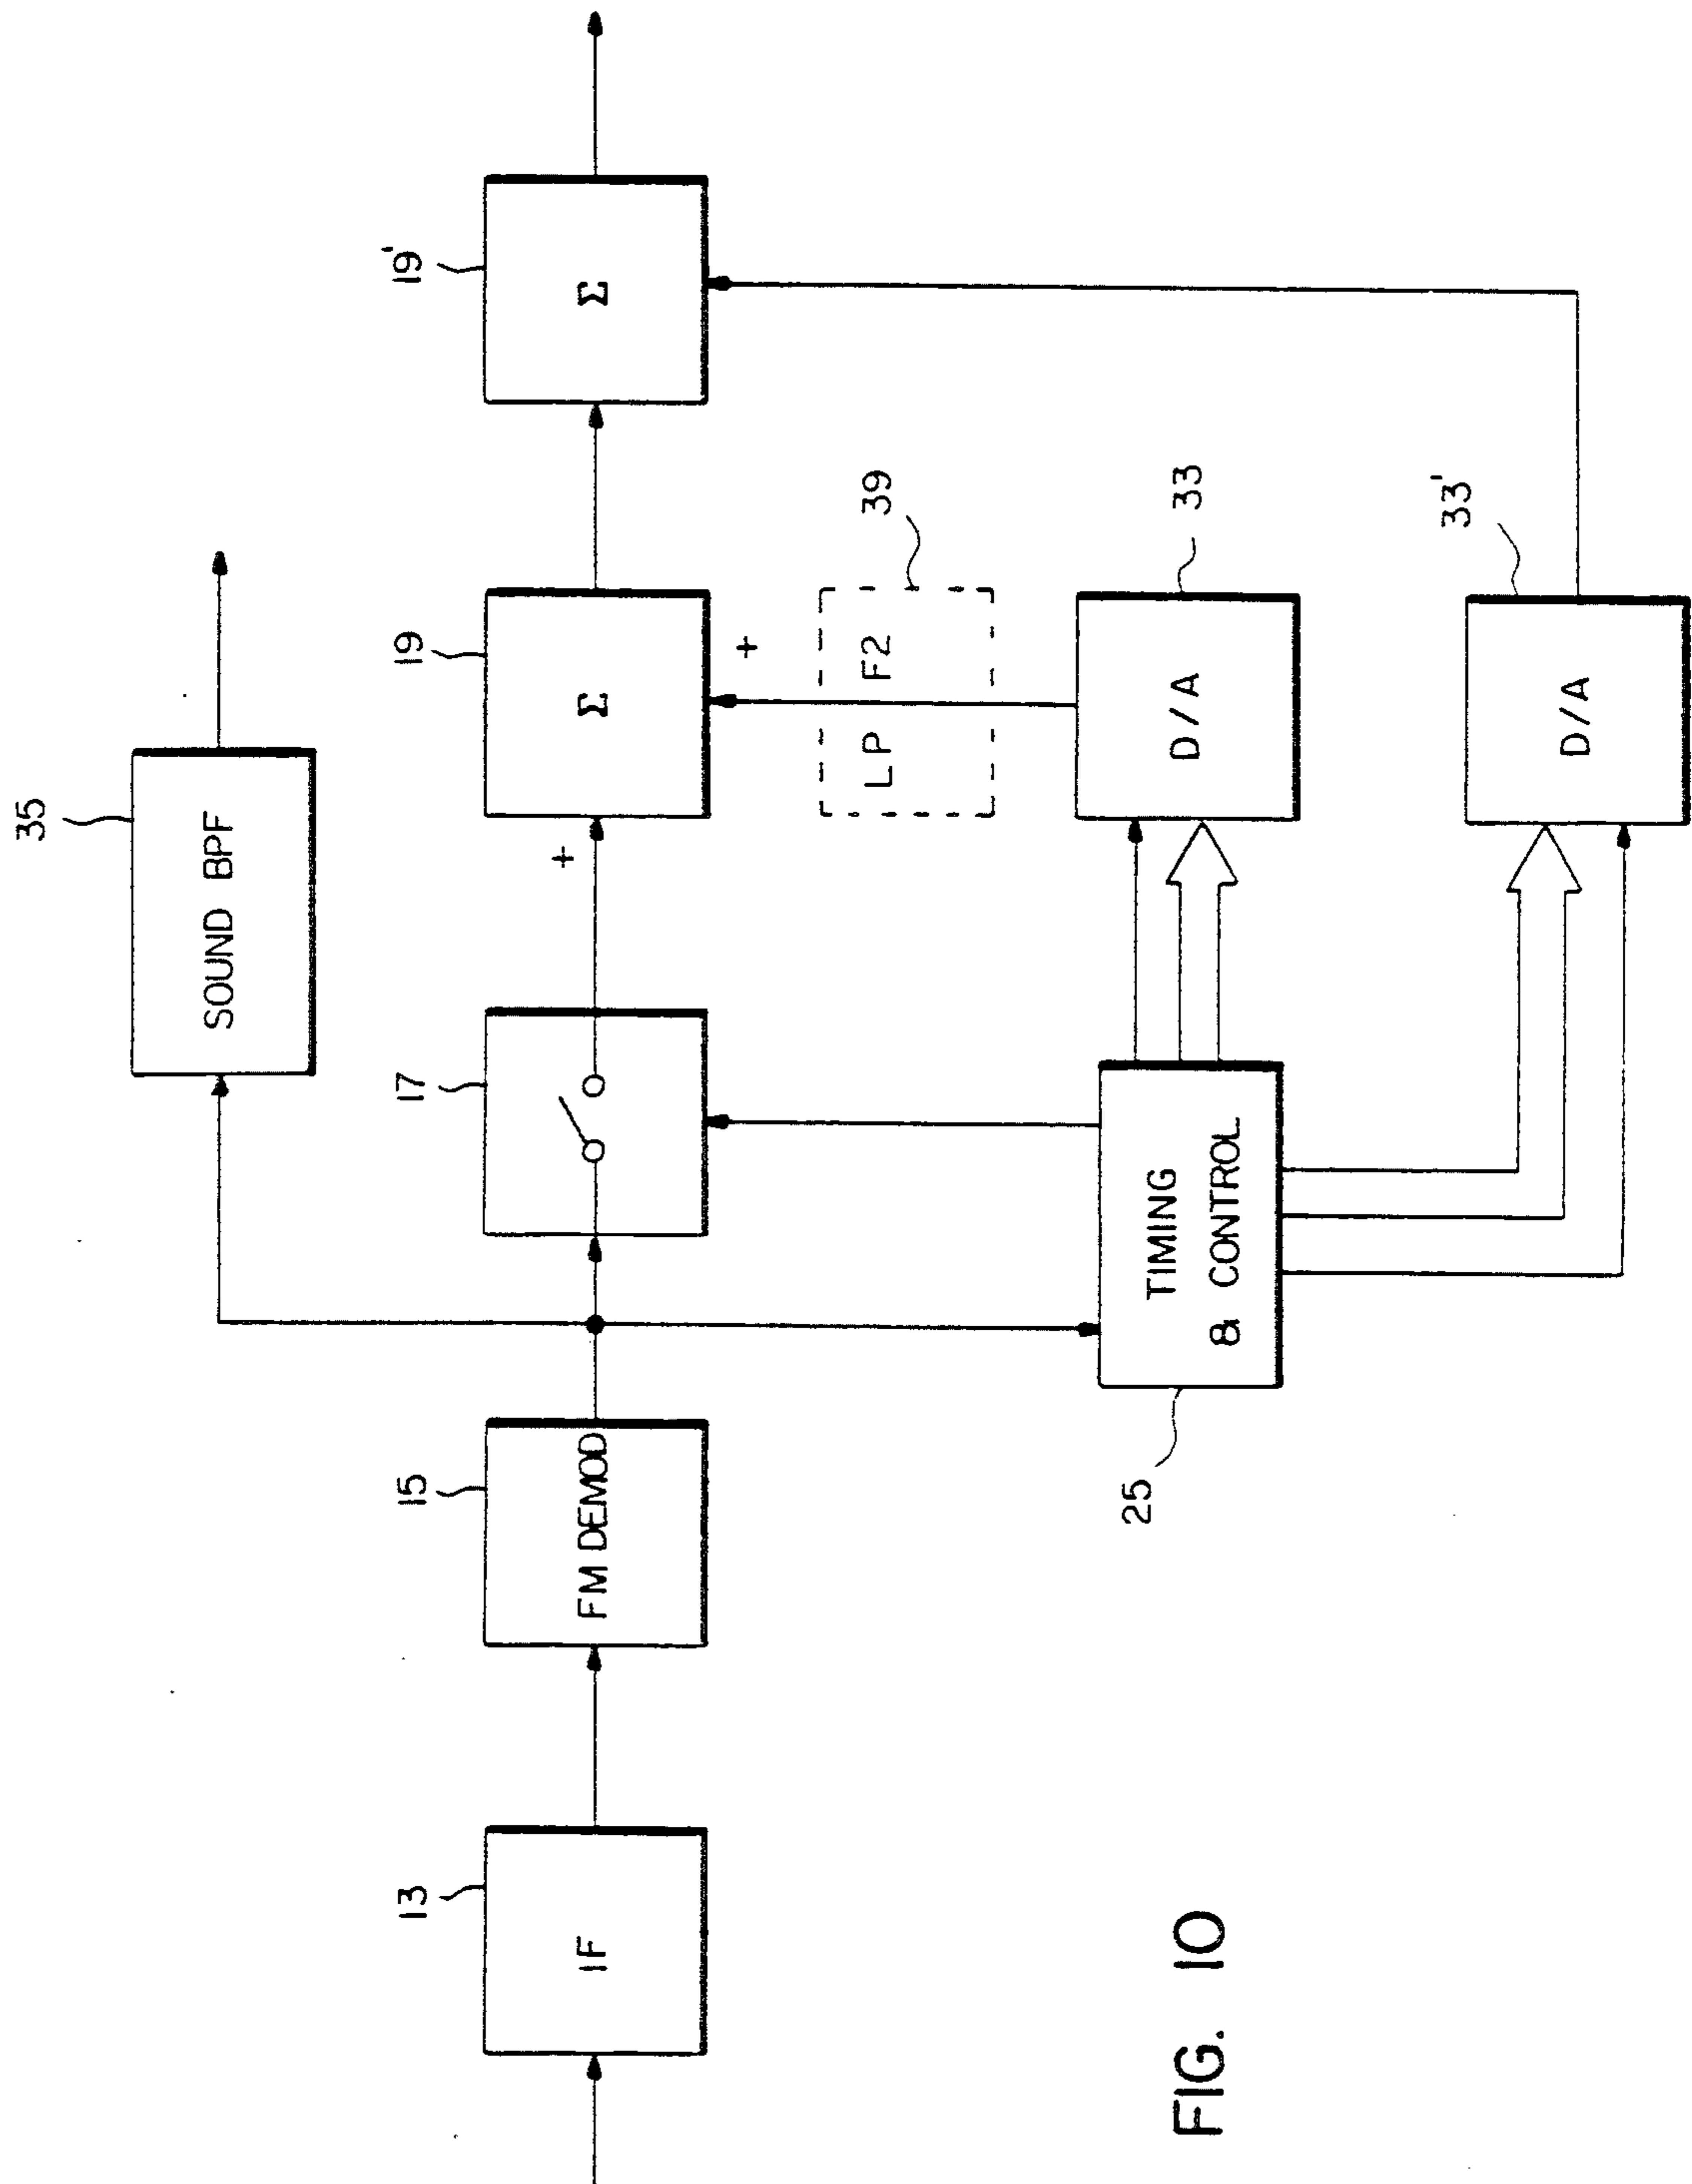 35
SOUND BPF
13
IF
15
FM DEMOD
17
+
19
Σ
+
19'
Σ
39
LP F2
25
TIMING
& CONTROL
33
D/A
33'
D/A
FIG. 10